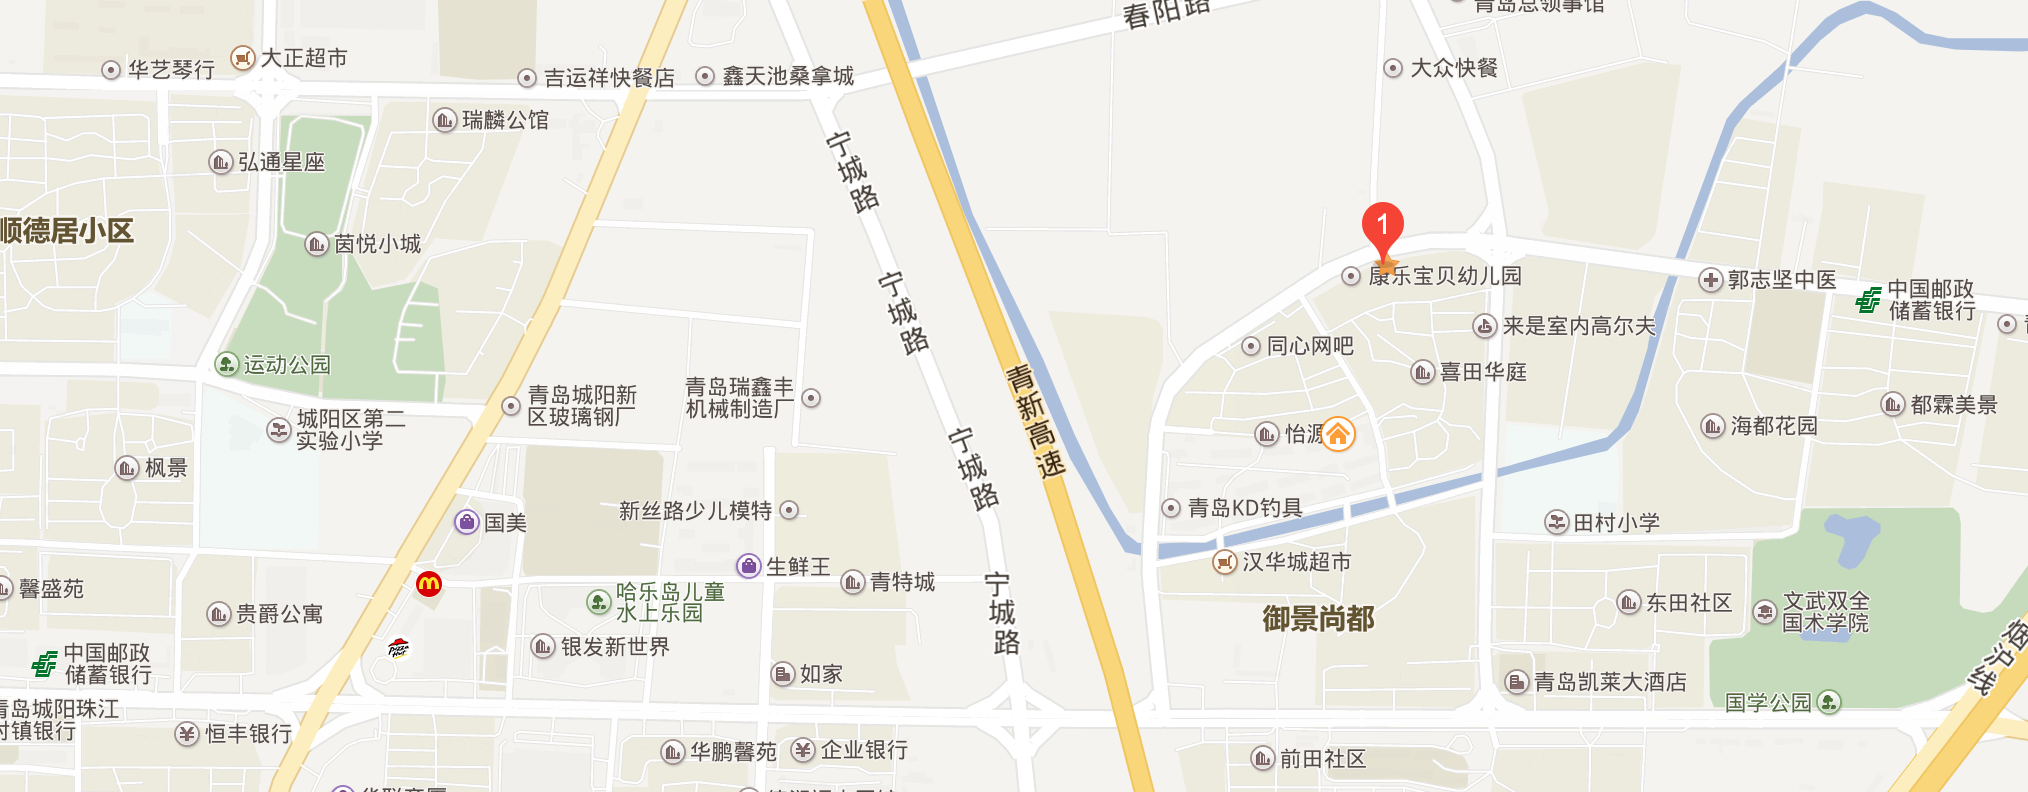 春阳路
青岛总领事馆
华艺琴行
大正超市
吉运祥快餐店
鑫天池桑拿城
大众快餐
瑞麟公馆
弘通星座
宁城路
顺德居小区
茵悦小城
1
康乐宝贝幼儿园
郭志坚中医
中国邮政
储蓄银行
宁城路
来是室内高尔夫
同心网吧
运动公园
喜田华庭
青岛城阳新
区玻璃钢厂
青岛瑞鑫丰
机械制造厂
青新高速
都霖美景
城阳区第二
实验小学
海都花园
怡源
枫景
宁城路
国美
新丝路少儿模特
青岛KD钓具
田村小学
生鲜王
青特城
汉华城超市
馨盛苑
贵爵公寓
哈乐岛儿童
水上乐园
宁城路
御景尚都
东田社区
文武双全
国术学院
Pizza
Hut
银发新世界
中国邮政
储蓄银行
如家
青岛凯莱大酒店
烟沪线
国学公园
青岛城阳珠江
村镇银行
恒丰银行
华鹏馨苑
企业银行
前田社区